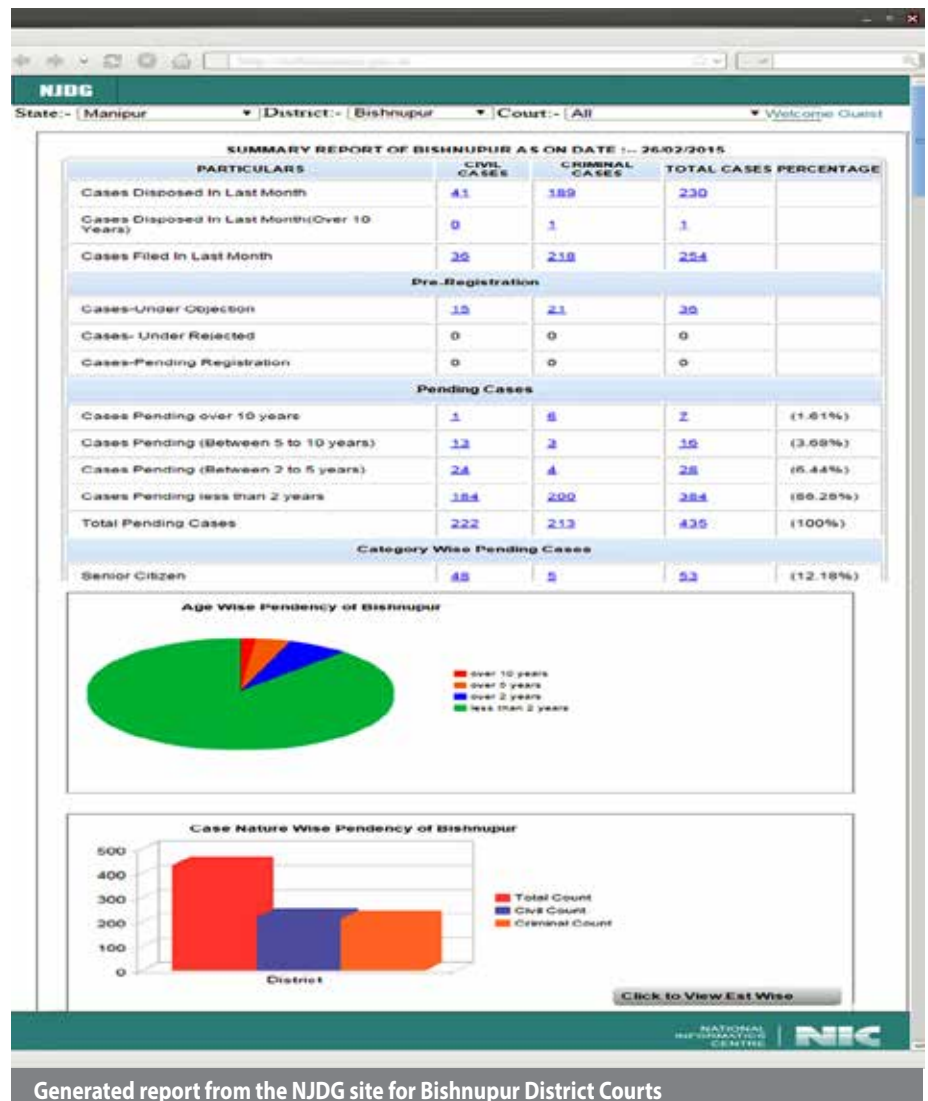 NJDG
State:- Manipur District:- Bishnupur Court:- All Welcome Guest
SUMMARY REPORT OF BISHNUPUR AS ON DATE :-- 26/02/2015
PARTICULARS CIVIL CASES CRIMINAL CASES TOTAL CASES PERCENTAGE
Cases Disposed In Last Month 41 189 230
Cases Disposed In Last Month(Over 10 Years) 0 1 1
Cases Filed In Last Month 36 218 254
Pre-Registration
Cases-Under Objection 15 21 36
Cases- Under Rejected 0 0 0
Cases-Pending Registration 0 0 0
Pending Cases
Cases Pending over 10 years 1 6 7 (1.61%)
Cases Pending (Between 5 to 10 years) 13 3 16 (3.68%)
Cases Pending (Between 2 to 5 years) 24 4 28 (6.44%)
Cases Pending less than 2 years 184 200 384 (88.28%)
Total Pending Cases 222 213 435 (100%)
Category Wise Pending Cases
Senior Citizen 48 5 53 (12.18%)
Age Wise Pendency of Bishnupur
over 10 years
over 5 years
over 2 years
less than 2 years
Case Nature Wise Pendency of Bishnupur
500
400
300
200
100
0
District
Total Count
Civil Count
Criminal Count
Click to View Est Wise
NATIONAL
INFORMATICS
CENTRE
NIC
Generated report from the NJDG site for Bishnupur District Courts